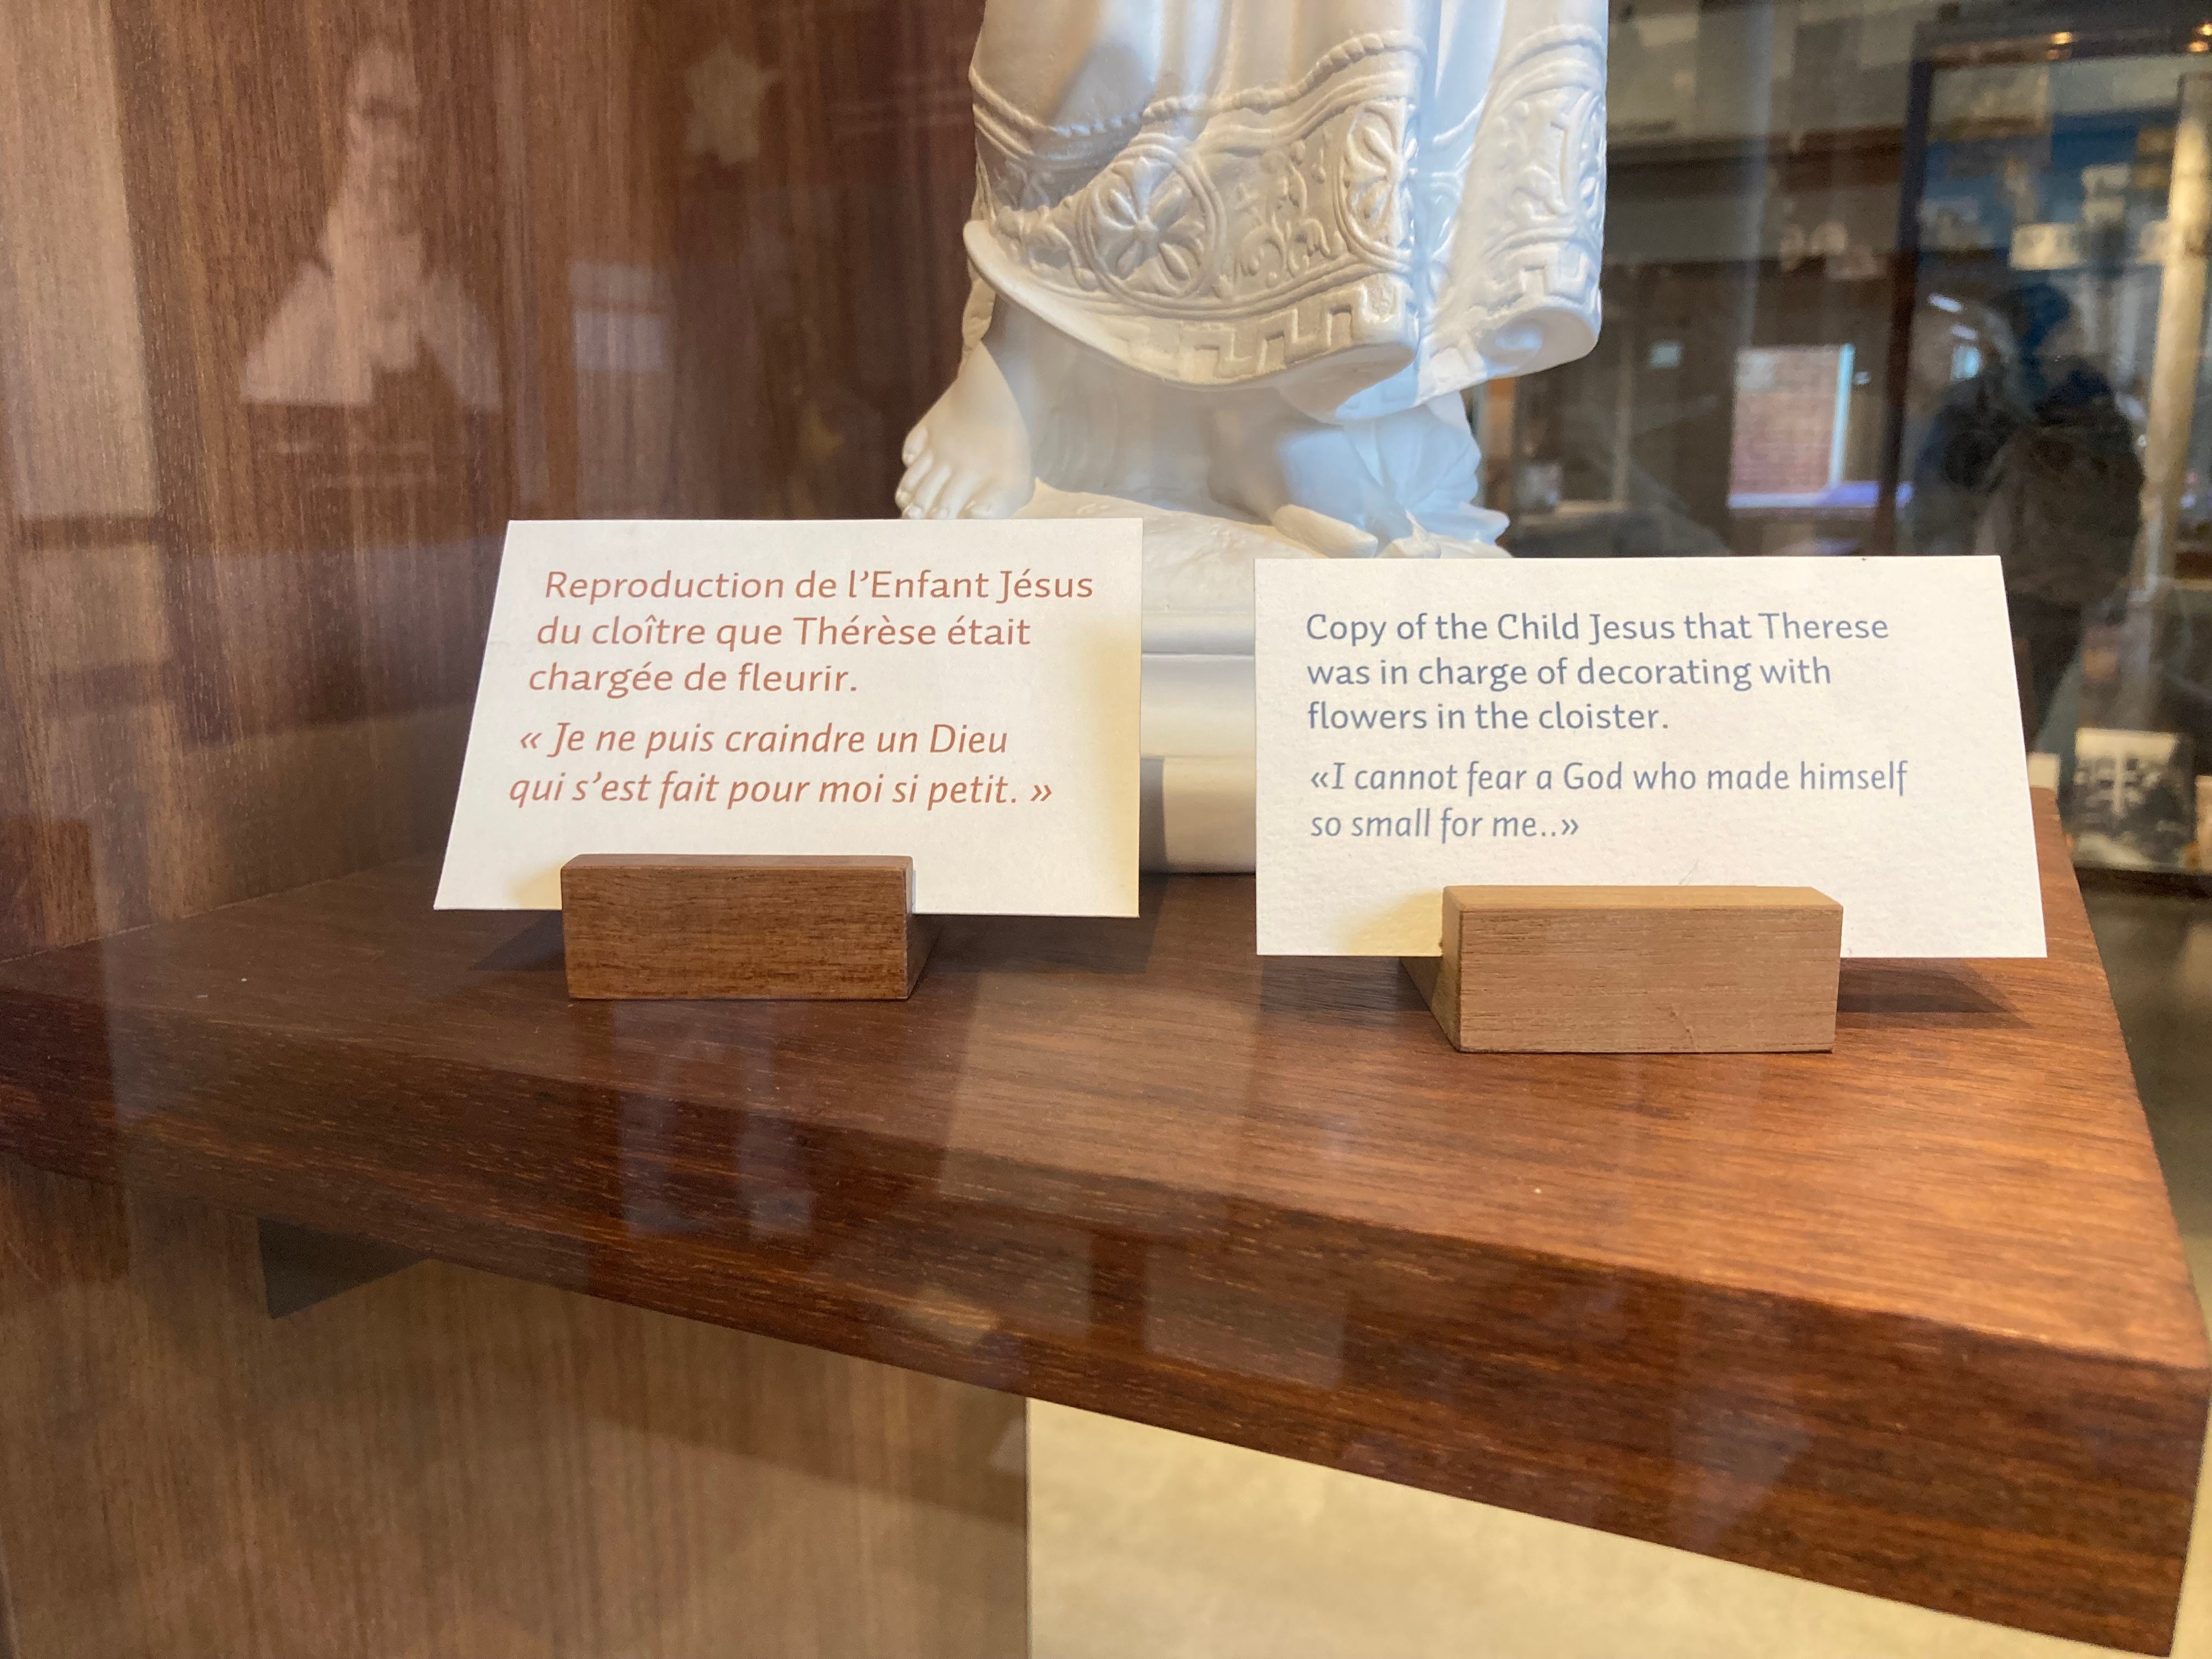 Reproduction de l’Enfant Jésus
du cloître que Thérèse était
chargée de fleurir.
« Je ne puis craindre un Dieu
qui s’est fait pour moi si petit. »
Copy of the Child Jesus that Therese
was in charge of decorating with
flowers in the cloister.
«I cannot fear a God who made himself
so small for me..»